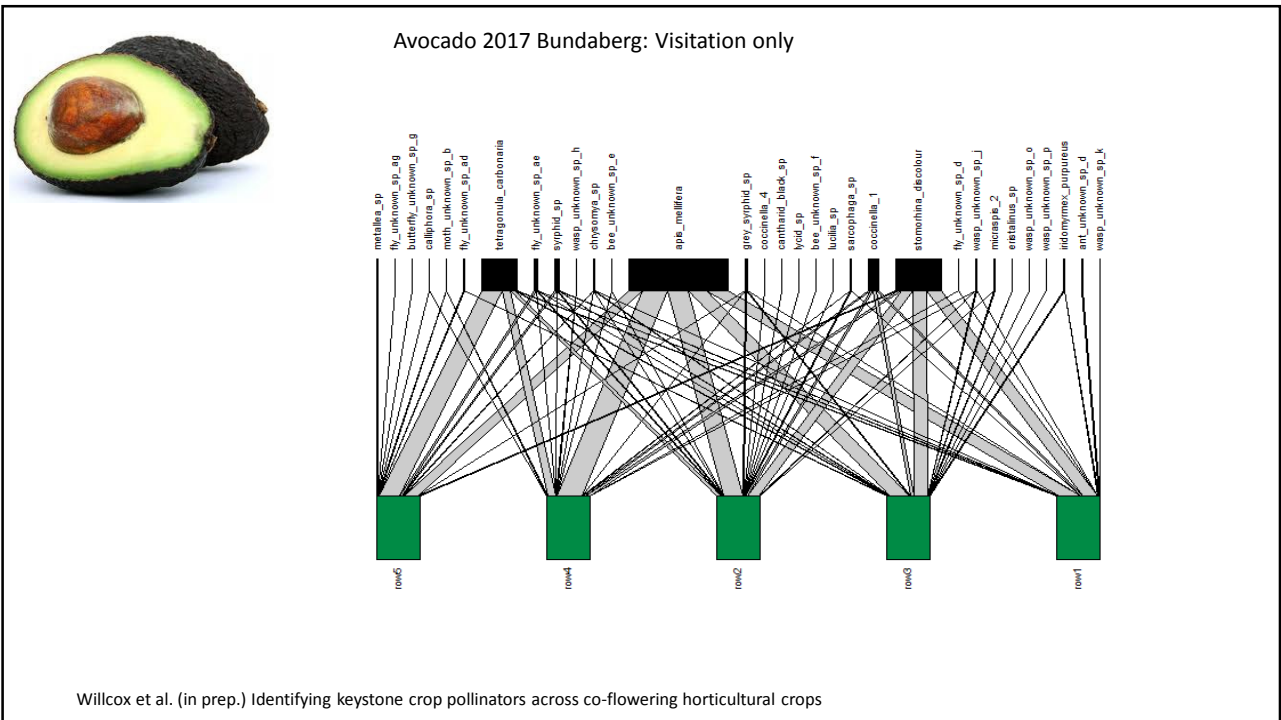 Avocado 2017 Bundaberg: Visitation only
metallea_sp
fly_unknown_sp_ag
butterfly_unknown_sp_g
calliphora_sp
moth_unknown_sp_b
fly_unknown_sp_ad
tetragonula_carbonaria
fly_unknown_sp_ae
syrphid_sp
wasp_unknown_sp_h
chrysomya_sp
bee_unknown_sp_e
apis_mellifera
grey_syrphid_sp
coccinella_4
cantharid_black_sp
lycid_sp
bee_unknown_sp_f
lucilia_sp
sarcophaga_sp
coccinella_1
stomorhina_discolour
fly_unknown_sp_d
wasp_unknown_sp_j
micraspis_2
eristalinus_sp
wasp_unknown_sp_o
wasp_unknown_sp_p
iridomyrmex_purpureus
ant_unknown_sp_d
wasp_unknown_sp_k
row5
row4
row2
row3
row1
Willcox et al. (in prep.) Identifying keystone crop pollinators across co-flowering horticultural crops